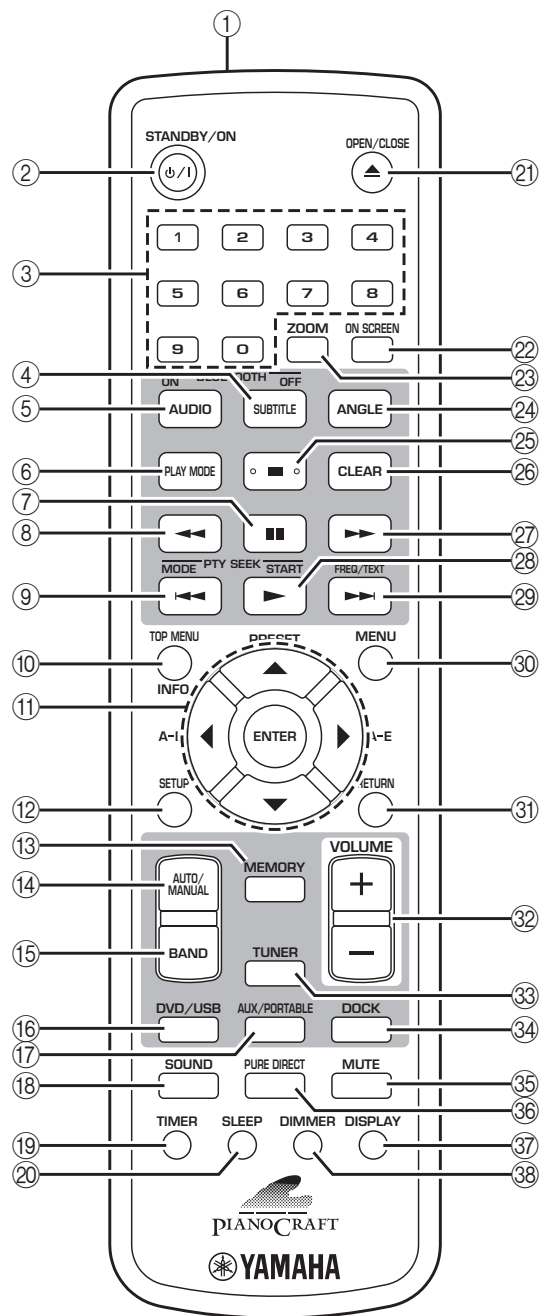 ①
STANDBY/ON
OPEN/CLOSE
② ㉑
1 2 3 4
③
5 6 7 8
ZOOM ON SCREEN
9 0
㉒
④ ㉓
ON OFF
⑤ AUDIO SUBTITLE ANGLE ㉔
㉕
⑥ PLAY MODE CLEAR ㉖
⑦
⑧ ㉗
㉘
MODE PTY SEEK START FREQ/TEXT
⑨ ㉙
TOP MENU PRESET MENU
⑩ ㉚
INFO
⑪
ENTER
A-E
SETUP RETURN
⑫ ㉛
⑬ VOLUME
MEMORY
⑭ AUTO/
MANUAL
+
㉜
⑮ BAND
TUNER
–
㉝
DVD/USB AUX/PORTABLE DOCK
⑯ ㉞
⑰
SOUND PURE DIRECT MUTE
⑱ ㉟
㊱
TIMER SLEEP DIMMER DISPLAY
⑲ ㊲
⑳ ㊳
PIANOCRAFT
YAMAHA